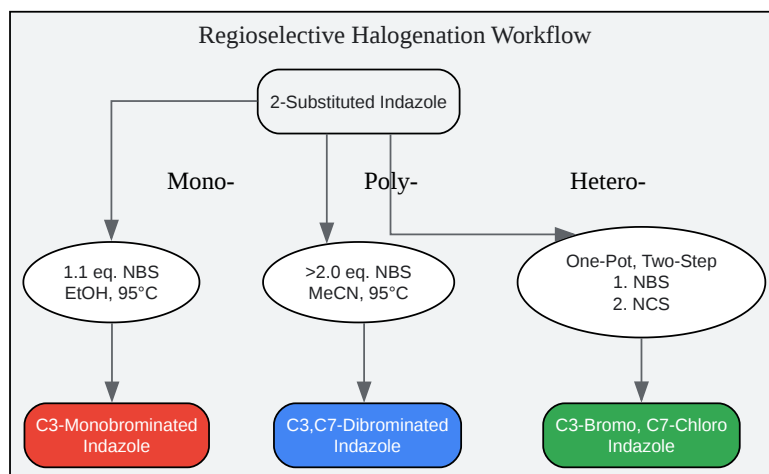 Regioselective Halogenation Workflow
2-Substituted Indazole
Mono-
Poly-
Hetero-
1.1 eq. NBS
EtOH, 95°C
>2.0 eq. NBS
MeCN, 95°C
One-Pot, Two-Step
1. NBS
2. NCS
C3-Monobrominated
Indazole
C3,C7-Dibrominated
Indazole
C3-Bromo, C7-Chloro
Indazole